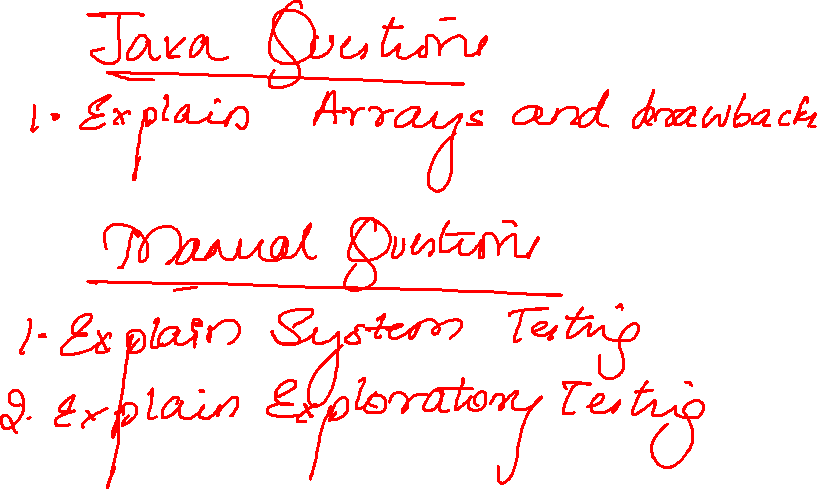 Java Questions
1. Explain Arrays and drawbacks
Manual Questions
1. Explain System Testing
2. Explain Exploratory Testing